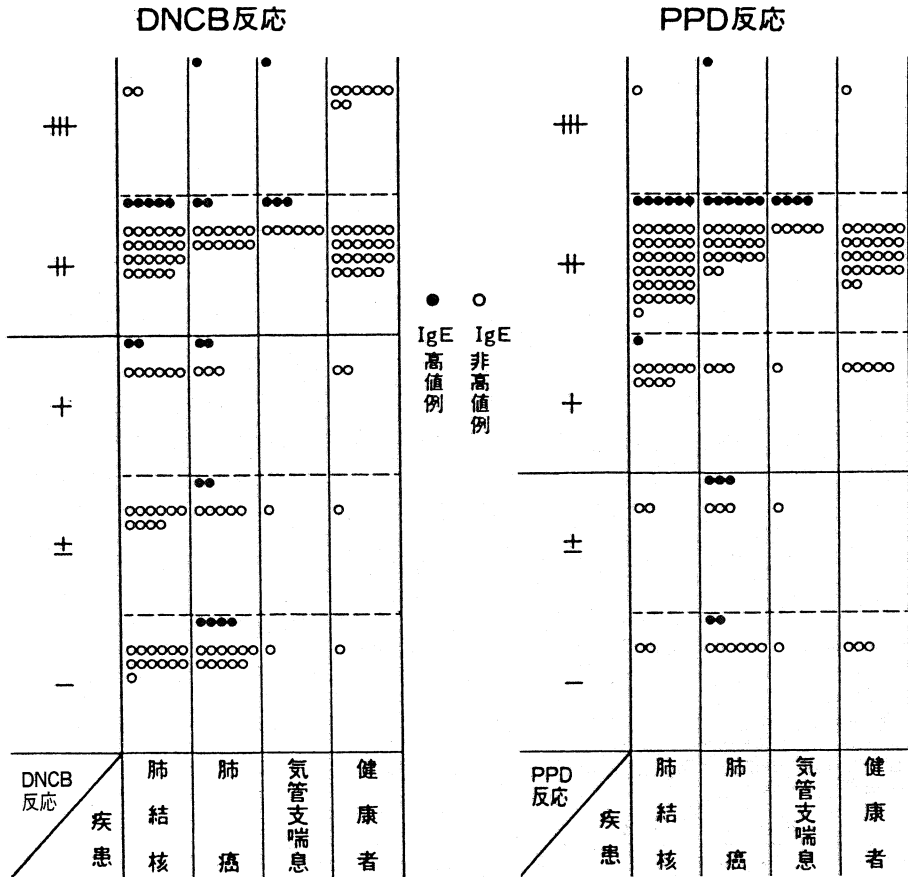 DNCB反応
PPD反応
卌
卄
+
±
−
● ○
IgE IgE
高値例
非高値例
卌
卄
+
±
−
DNCB
反応
疾患
肺結核
肺癌
気管支喘息
健康者
PPD
反応
疾患
肺結核
肺癌
気管支喘息
健康者